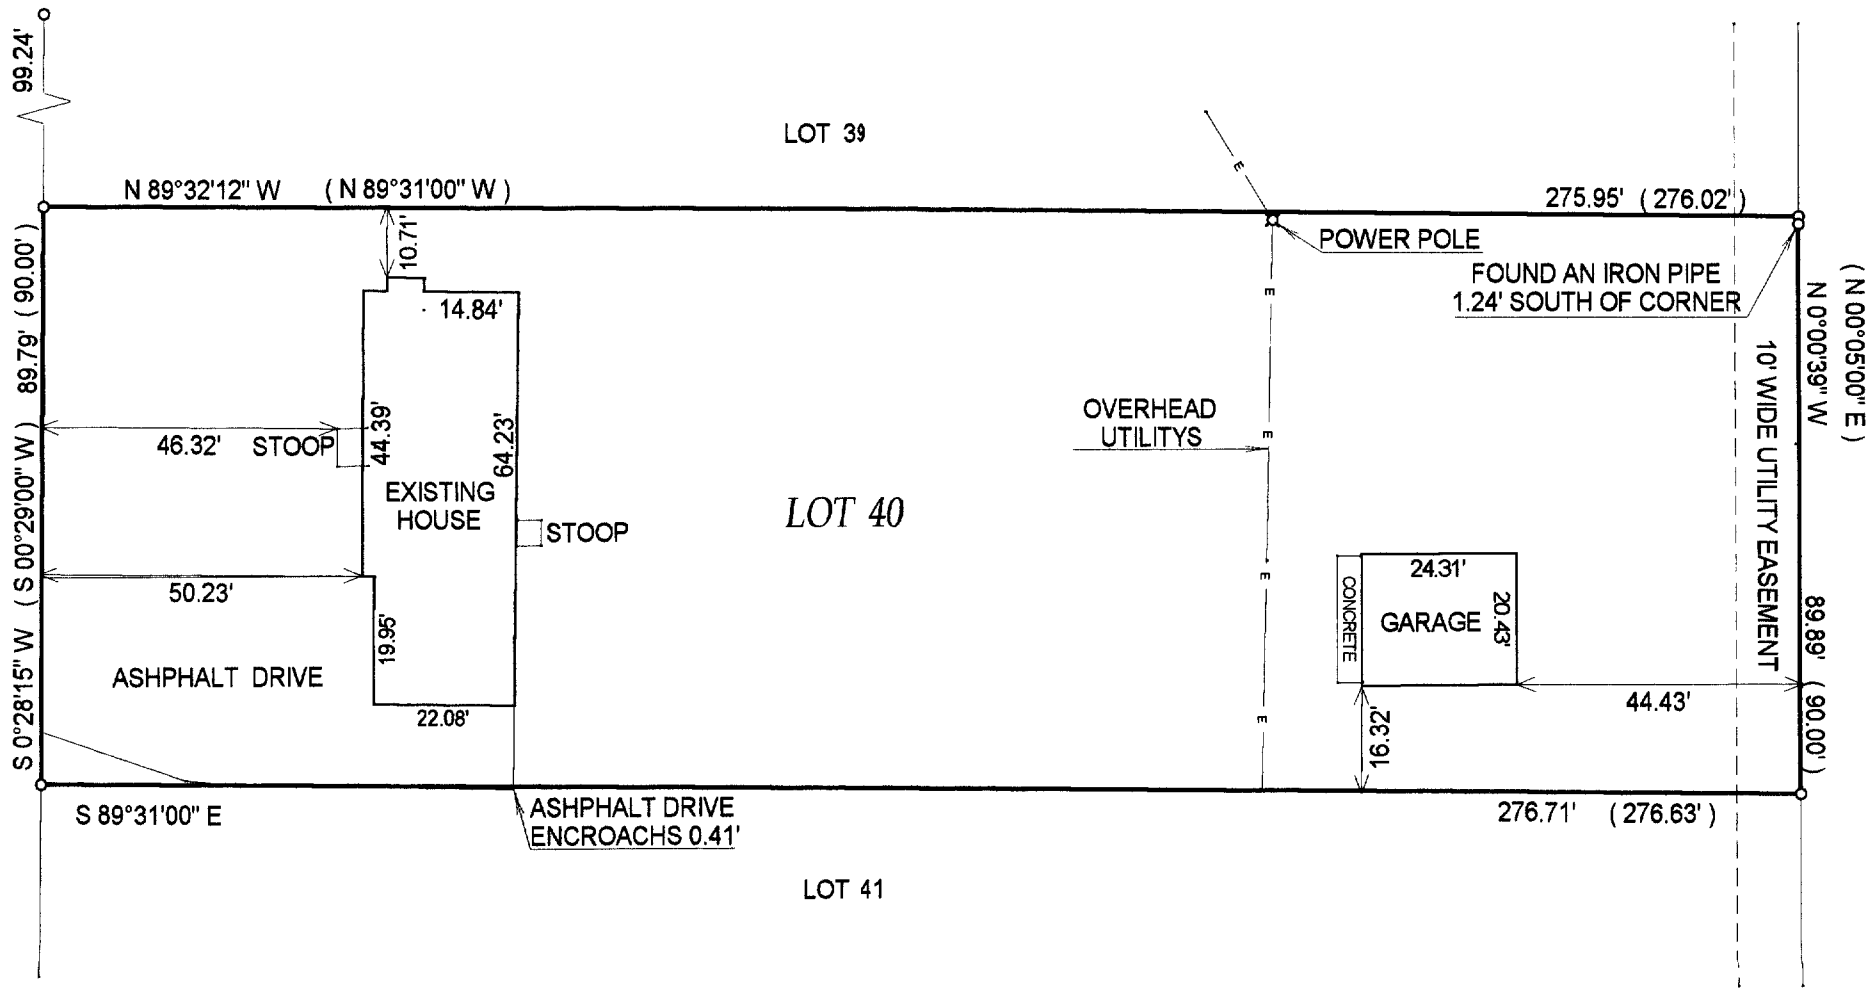 99.24'
LOT 39
N 89°32'12" W ( N 89°31'00" W )
275.95' ( 276.02' )
10.71'
POWER POLE
FOUND AN IRON PIPE
1.24' SOUTH OF CORNER
14.84'
E
E
E
E
E
89.79' ( 90.00' )
S 0°28'15" W ( S 00°29'00" W )
( N 00°05'00" E )
N 0°00'39" W
10' WIDE UTILITY EASEMENT
46.32'
STOOP
44.39'
64.23'
EXISTING
HOUSE
STOOP
LOT 40
OVERHEAD
UTILITYS
50.23'
19.95'
22.08'
ASHPHALT DRIVE
CONCRETE
24.31'
GARAGE
20.43'
89.89' ( 90.00' )
44.43'
16.32'
S 89°31'00" E
ASHPHALT DRIVE
ENCROACHS 0.41'
276.71' ( 276.63' )
LOT 41